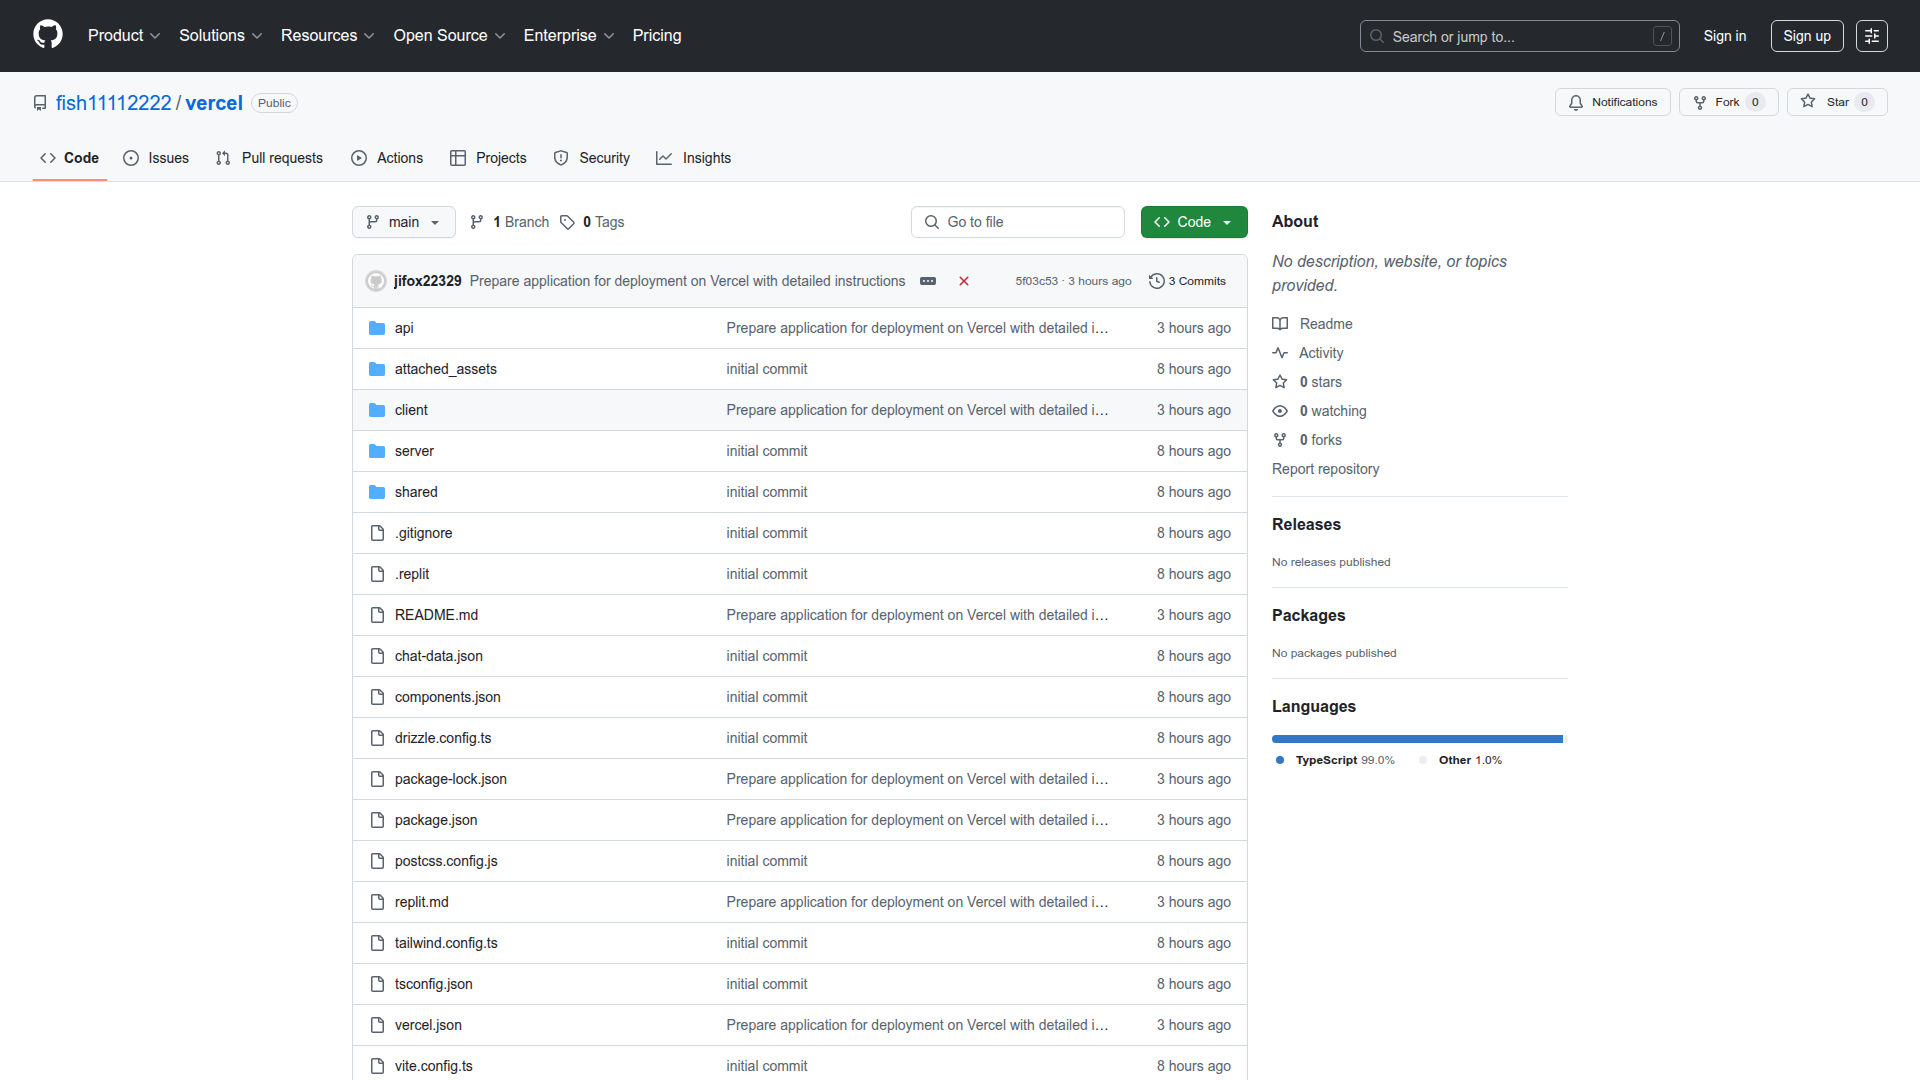 Product Solutions Resources Open Source Enterprise Pricing Search or jump to... / Sign in Sign up
fish11112222 / vercel Public Notifications Fork 0 Star 0
Code Issues Pull requests Actions Projects Security Insights
main 1 Branch 0 Tags Go to file Code
jifox22329 Prepare application for deployment on Vercel with detailed instructions 5f03c53 · 3 hours ago 3 Commits
api Prepare application for deployment on Vercel with detailed i… 3 hours ago
attached_assets initial commit 8 hours ago
client Prepare application for deployment on Vercel with detailed i… 3 hours ago
server initial commit 8 hours ago
shared initial commit 8 hours ago
.gitignore initial commit 8 hours ago
.replit initial commit 8 hours ago
README.md Prepare application for deployment on Vercel with detailed i… 3 hours ago
chat-data.json initial commit 8 hours ago
components.json initial commit 8 hours ago
drizzle.config.ts initial commit 8 hours ago
package-lock.json Prepare application for deployment on Vercel with detailed i… 3 hours ago
package.json Prepare application for deployment on Vercel with detailed i… 3 hours ago
postcss.config.js initial commit 8 hours ago
replit.md Prepare application for deployment on Vercel with detailed i… 3 hours ago
tailwind.config.ts initial commit 8 hours ago
tsconfig.json initial commit 8 hours ago
vercel.json Prepare application for deployment on Vercel with detailed i… 3 hours ago
vite.config.ts initial commit 8 hours ago
About
No description, website, or topics
provided.
Readme
Activity
0 stars
0 watching
0 forks
Report repository
Releases
No releases published
Packages
No packages published
Languages
TypeScript 99.0% Other 1.0%